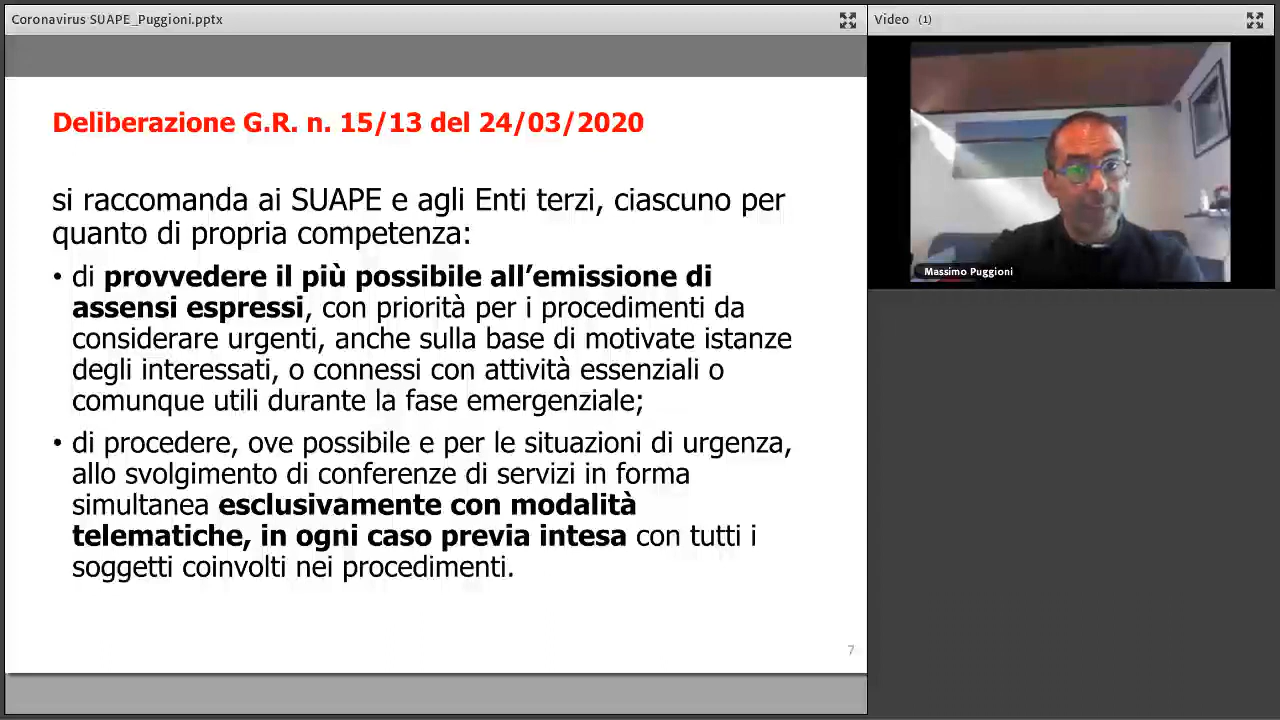 Coronavirus SUAPE_Puggioni.pptx
Video (1)
Deliberazione G.R. n. 15/13 del 24/03/2020
si raccomanda ai SUAPE e agli Enti terzi, ciascuno per
quanto di propria competenza:
• di provvedere il più possibile all’emissione di
assensi espressi, con priorità per i procedimenti da
considerare urgenti, anche sulla base di motivate istanze
degli interessati, o connessi con attività essenziali o
comunque utili durante la fase emergenziale;
• di procedere, ove possibile e per le situazioni di urgenza,
allo svolgimento di conferenze di servizi in forma
simultanea esclusivamente con modalità
telematiche, in ogni caso previa intesa con tutti i
soggetti coinvolti nei procedimenti.
7
Massimo Puggioni